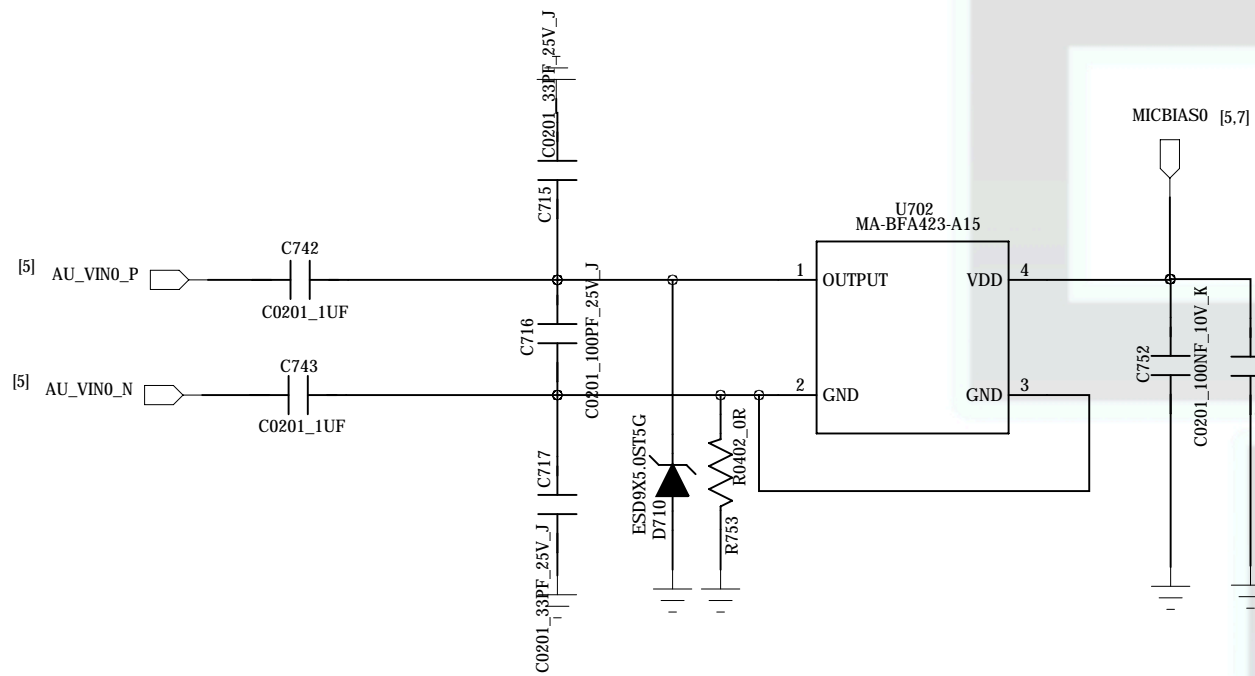 C0201_33PF_25V_J
C715
MICBIAS0 [5,7]
U702
MA-BFA423-A15
[5] AU_VIN0_P
C742
C0201_1UF
1 OUTPUT
VDD 4
C716
C0201_100PF_25V_J
[5] AU_VIN0_N
C743
C0201_1UF
2 GND
GND 3
C752
C0201_100NF_10V_K
C717
C0201_33PF_25V_J
ESD9X5.0ST5G
D710
R0402_0R
R753